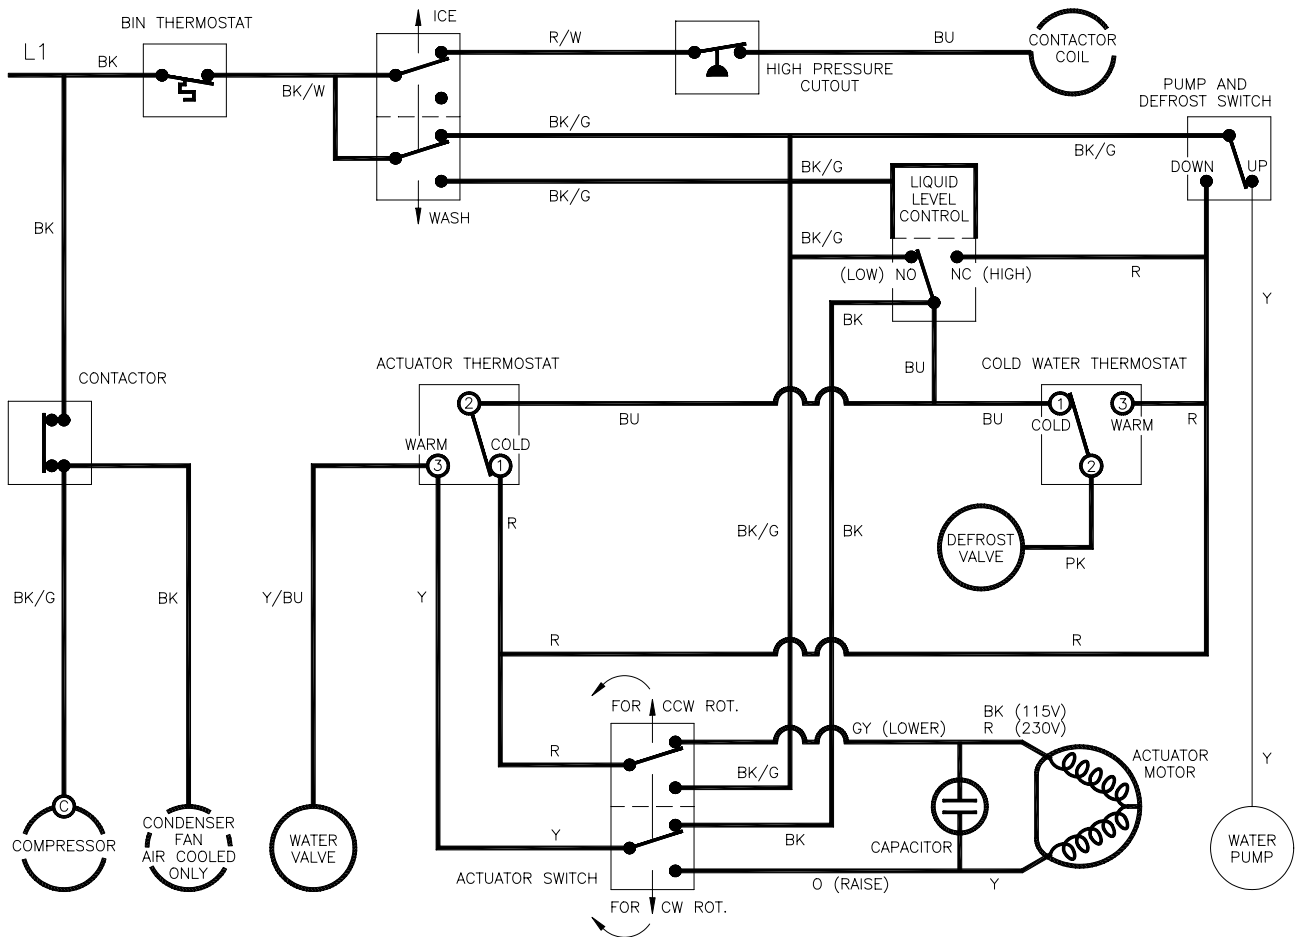 BIN THERMOSTAT
ICE
L1
BK
BK/W
R/W
BU
CONTACTOR
COIL
HIGH PRESSURE
CUTOUT
PUMP AND
DEFROST SWITCH
BK/G
BK/G
DOWN
UP
BK/G
BK/G
WASH
LIQUID
LEVEL
CONTROL
BK
BK/G
(LOW) NO
NC (HIGH)
R
Y
BK
BU
ACTUATOR THERMOSTAT
COLD WATER THERMOSTAT
CONTACTOR
2
1
3
BU
BU
COLD
WARM
R
WARM
COLD
3
1
2
R
BK/G
BK
DEFROST
VALVE
PK
BK/G
BK
Y/BU
Y
R
R
FOR CCW ROT.
GY (LOWER)
BK (115V)
R (230V)
R
BK/G
ACTUATOR
MOTOR
Y
C
COMPRESSOR
CONDENSER
FAN
AIR COOLED
ONLY
WATER
VALVE
Y
BK
CAPACITOR
WATER
PUMP
ACTUATOR SWITCH
O (RAISE)
Y
FOR CW ROT.